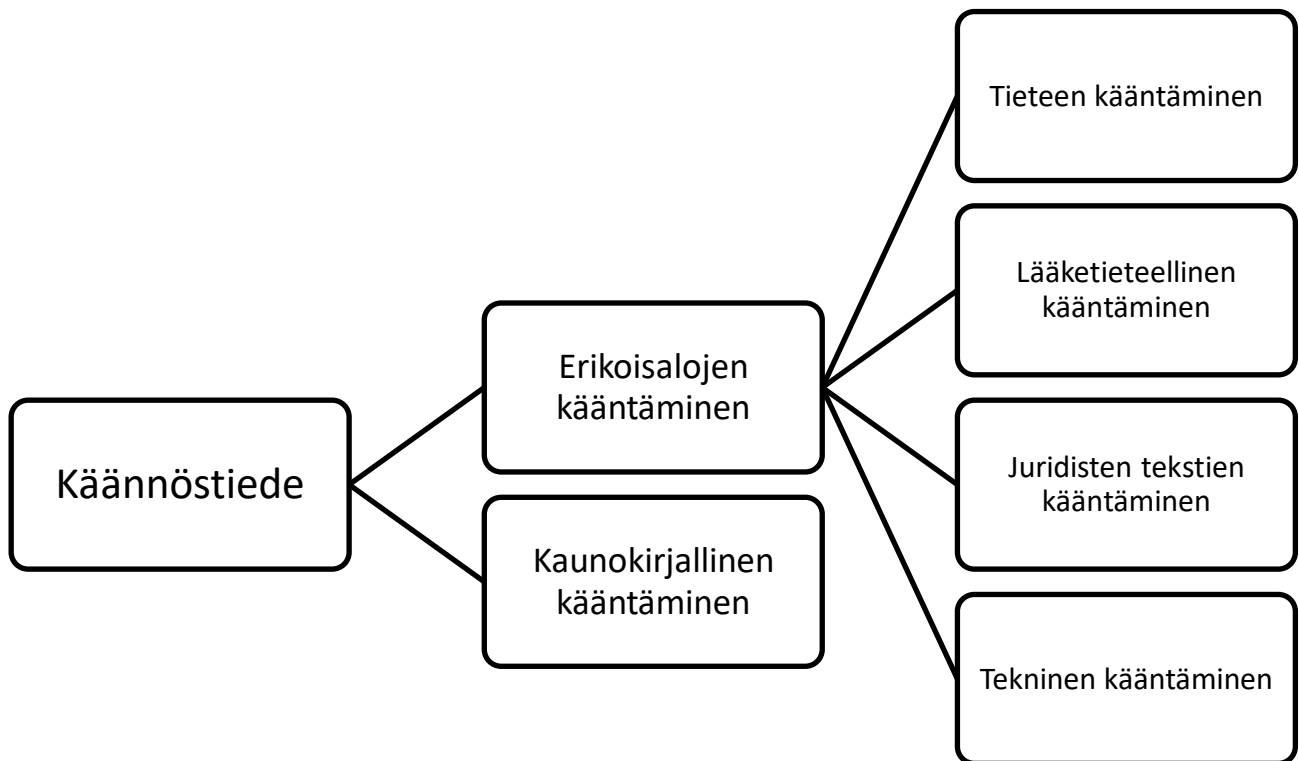 Käännöstiede
Erikoisalojen
kääntäminen
Kaunokirjallinen
kääntäminen
Tieteen kääntäminen
Lääketieteellinen
kääntäminen
Juridisten tekstien
kääntäminen
Tekninen kääntäminen